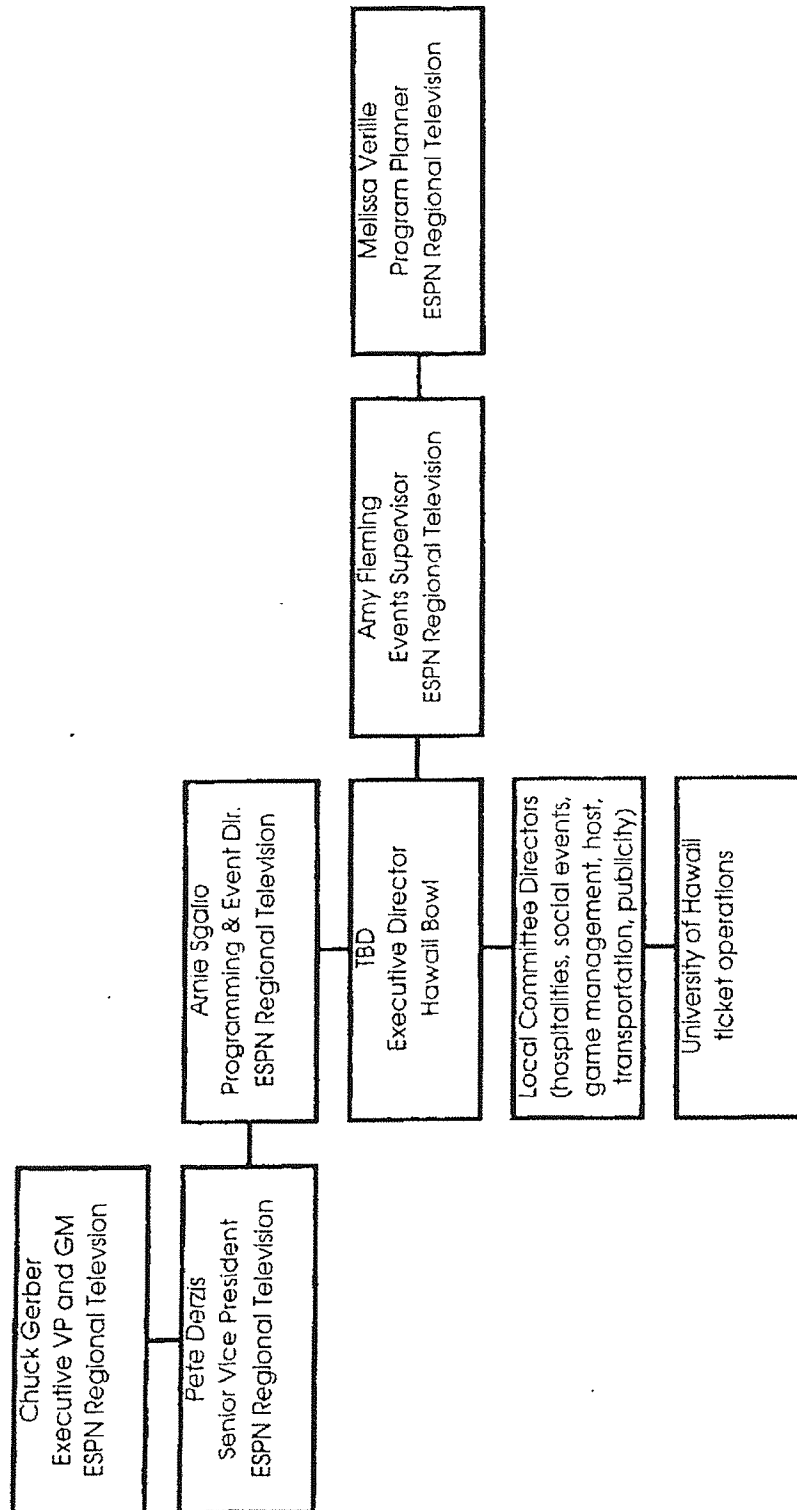 Chuck Gerber
Executive VP and GM
ESPN Regional Televsion
Pete Derzis
Senior Vice President
ESPN Regional Television
Arnie Sgalio
Programming & Event Dir.
ESPN Regional Television
TBD
Executive Director
Hawaii Bowl
Amy Fleming
Events Supervisor
ESPN Regional Television
Melissa Verille
Program Planner
ESPN Regional Television
Local Committee Directors
(hospitalities, social events,
game management, host,
transportation, publicity)
University of Hawaii
ticket operations